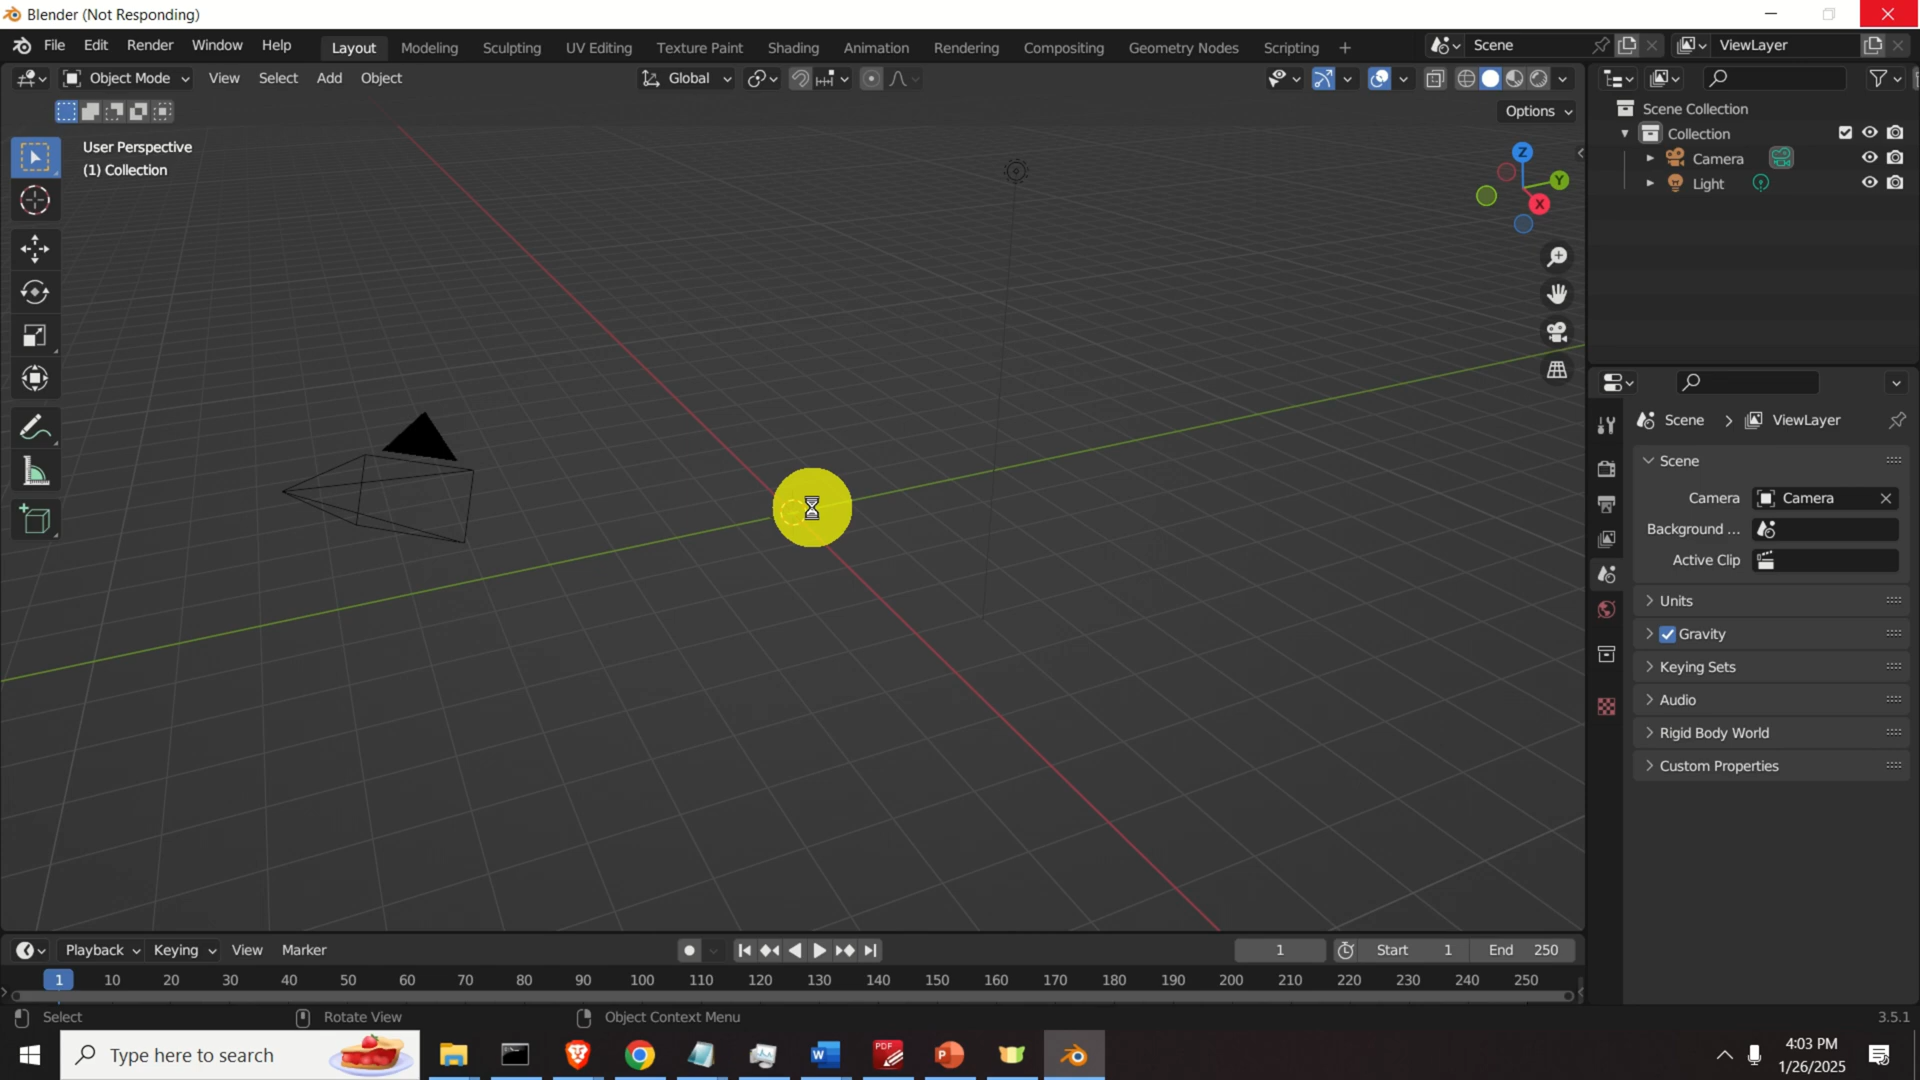 Blender (Not Responding)
File Edit Render Window Help Layout Modeling Sculpting UV Editing Texture Paint Shading Animation Rendering Compositing Geometry Nodes Scripting + Scene ViewLayer
Object Mode View Select Add Object Global
Options
User Perspective
(1) Collection
Z
Y
X
Scene Collection
Collection
Camera
Light
Scene > ViewLayer
Scene
Camera Camera
Background ...
Active Clip
Units
Gravity
Keying Sets
Audio
Rigid Body World
Custom Properties
Playback Keying View Marker 1 Start 1 End 250
1 10 20 30 40 50 60 70 80 90 100 110 120 130 140 150 160 170 180 190 200 210 220 230 240 250
Select Rotate View Object Context Menu 3.5.1
Type here to search
W
PDF
P
4:03 PM
1/26/2025